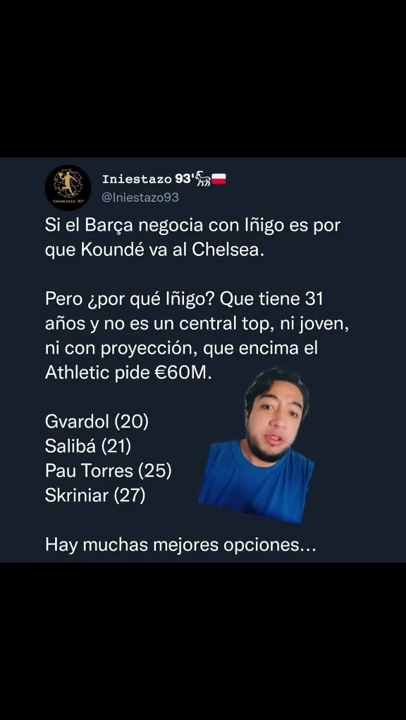 Iniestazo 93'🐐🇵🇱
@Iniestazo93
Si el Barça negocia con Iñigo es por
que Koundé va al Chelsea.
Pero ¿por qué Iñigo? Que tiene 31
años y no es un central top, ni joven,
ni con proyección, que encima el
Athletic pide €60M.
Gvardol (20)
Salibá (21)
Pau Torres (25)
Skriniar (27)
Hay muchas mejores opciones...